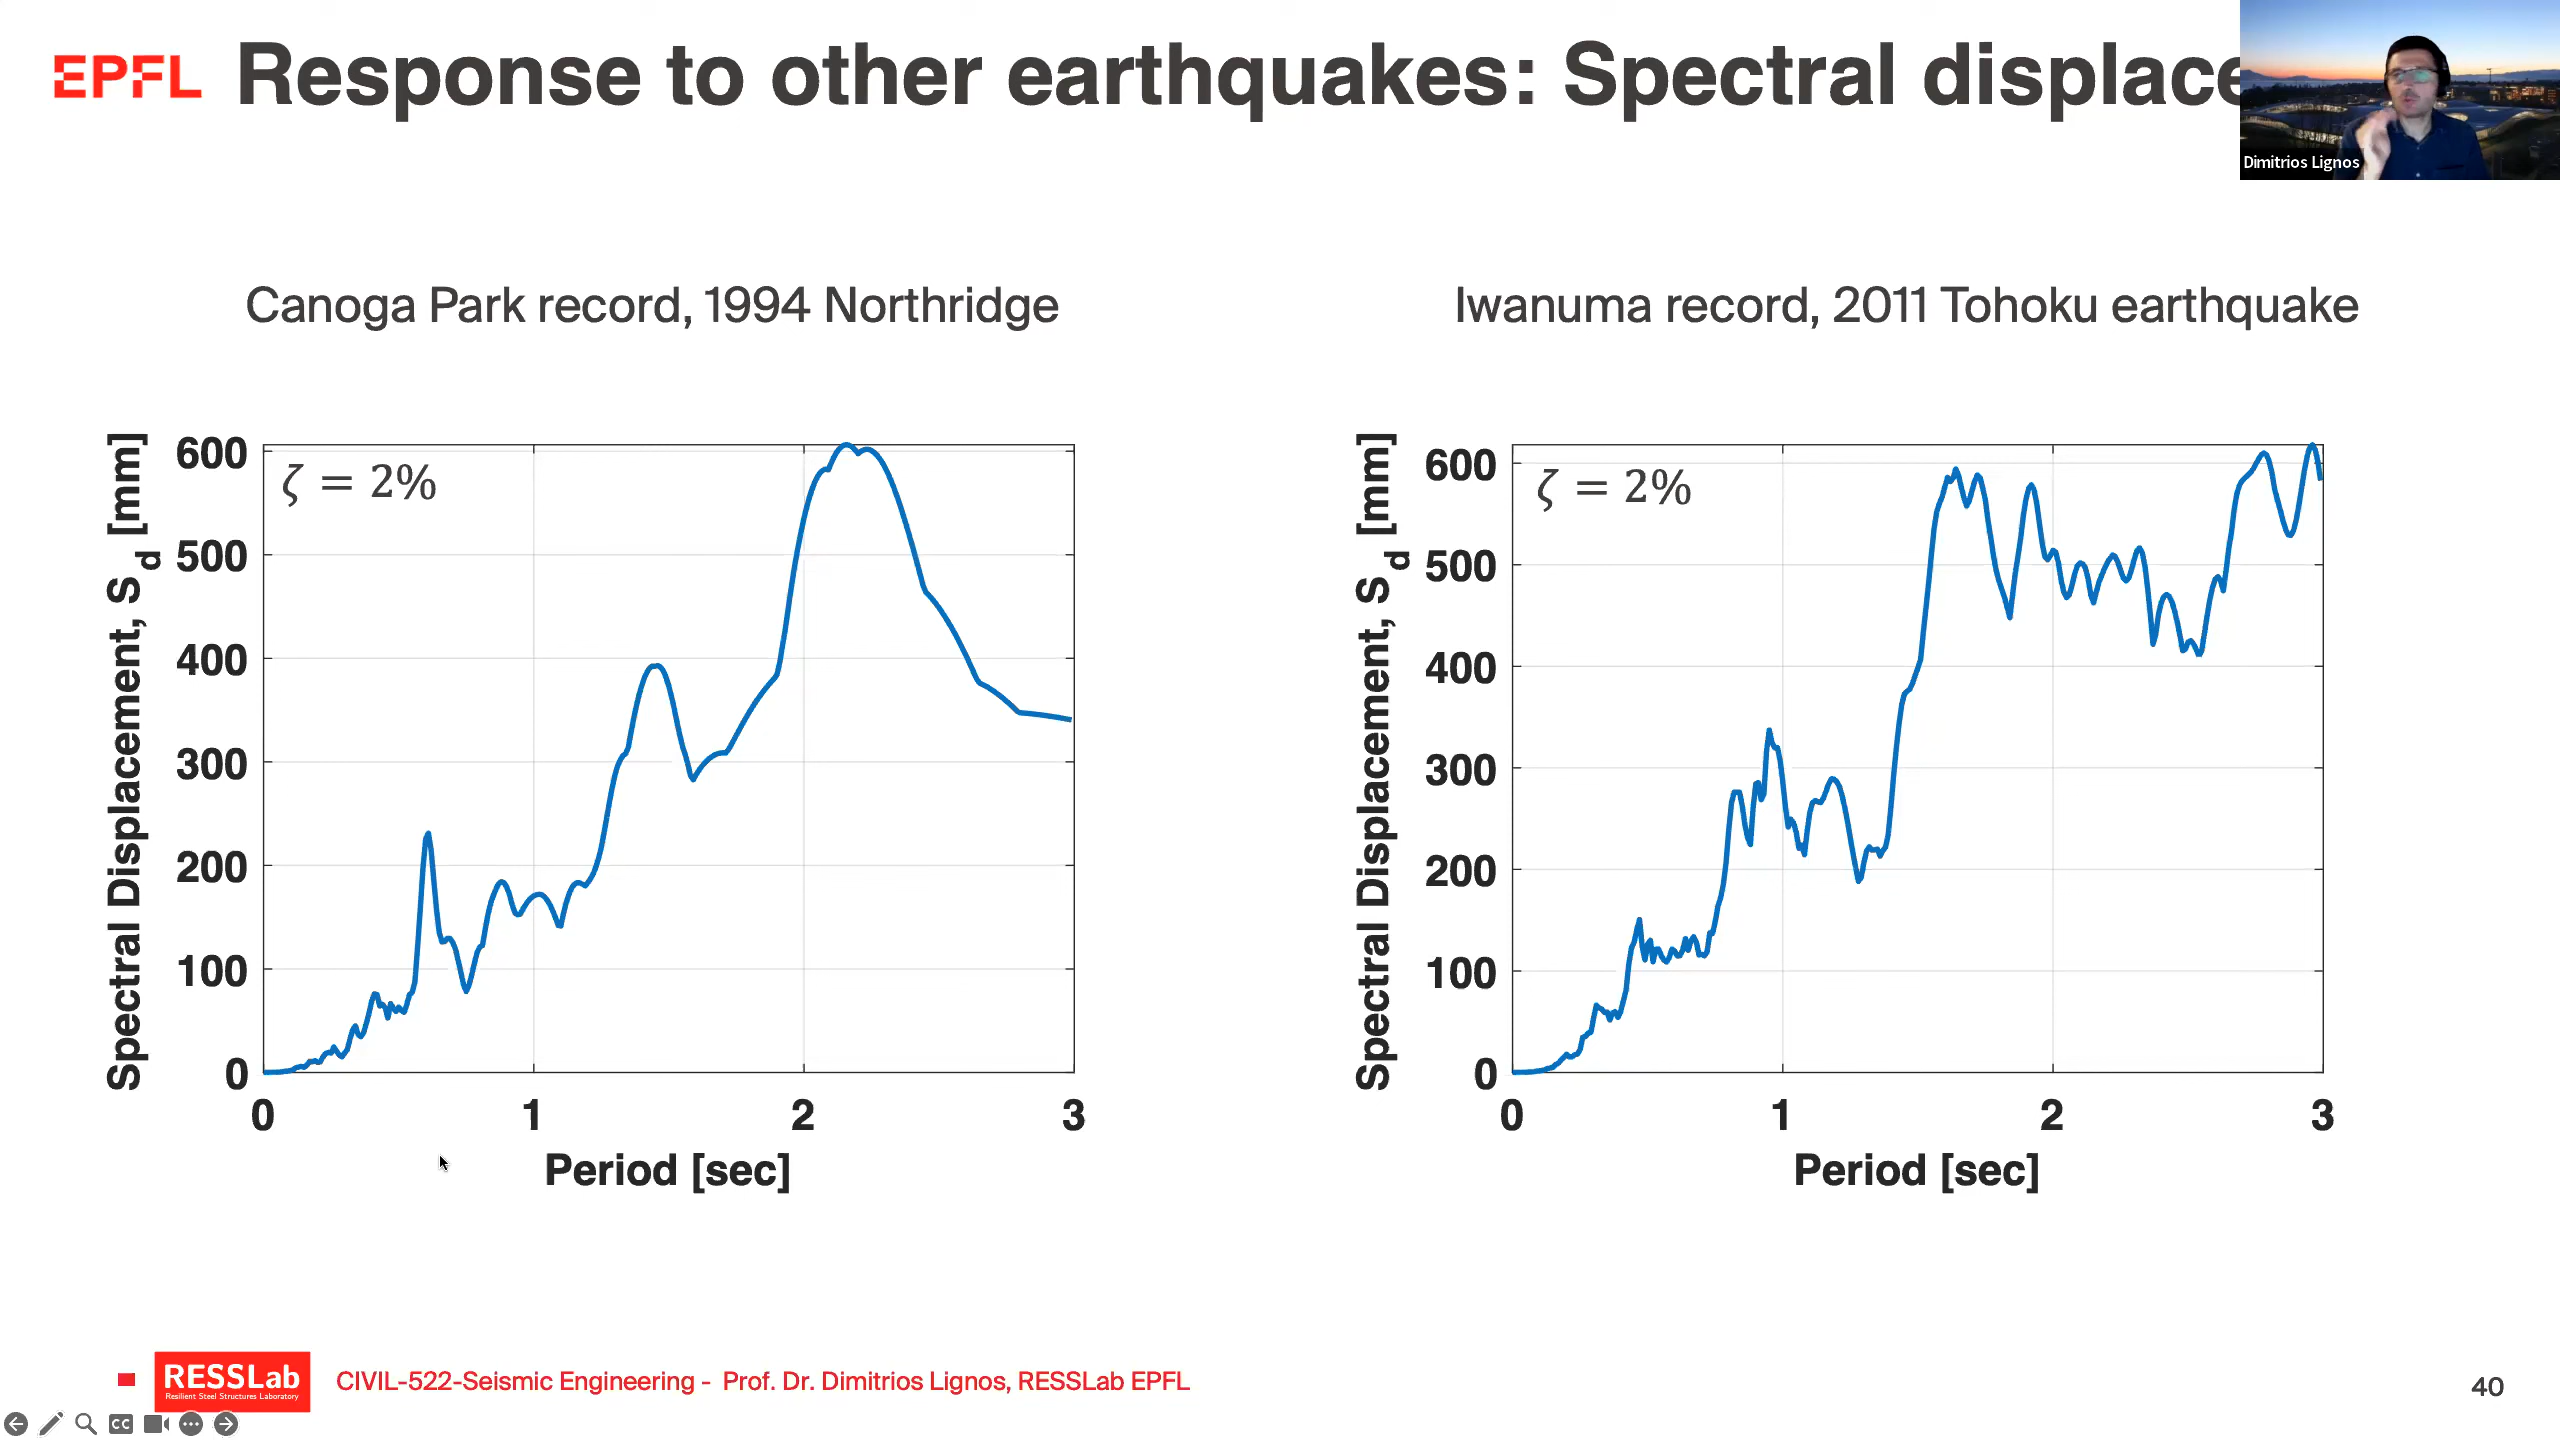 EPFL Response to other earthquakes: Spectral displace
Dimitrios Lignos
Canoga Park record, 1994 Northridge
Iwanuma record, 2011 Tohoku earthquake
Spectral Displacement, S_d [mm]
600
500
400
300
200
100
0
ζ = 2%
0 1 2 3
Period [sec]
Spectral Displacement, S_d [mm]
600
500
400
300
200
100
0
ζ = 2%
0 1 2 3
Period [sec]
RESSLab
Resilient Steel Structures Laboratory
CIVIL-522-Seismic Engineering - Prof. Dr. Dimitrios Lignos, RESSLab EPFL
40
CC